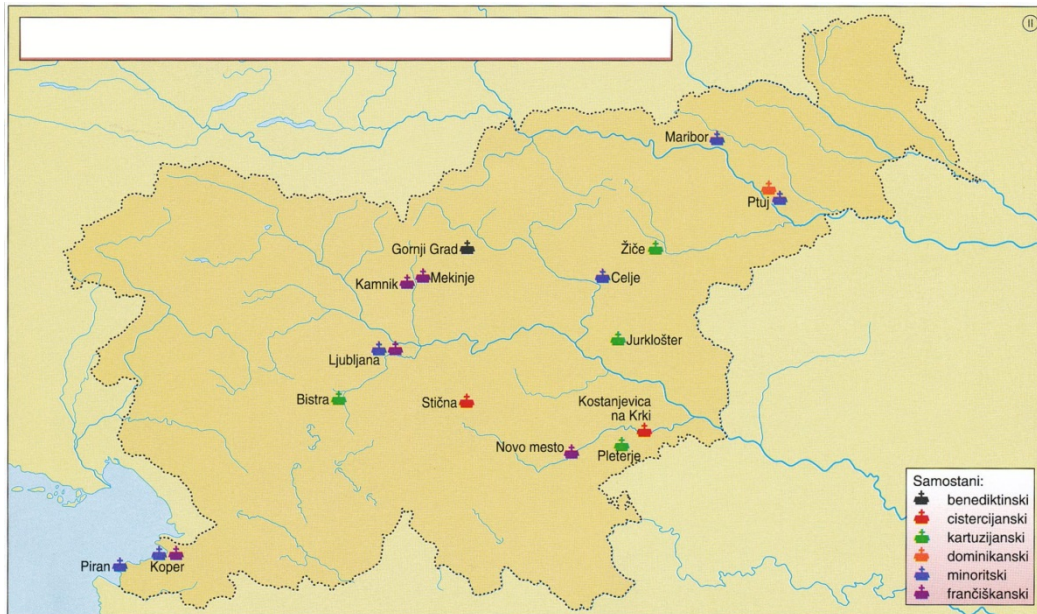 II
Maribor
Ptuj
Gornji Grad
Žiče
Kamnik
Mekinje
Celje
Ljubljana
Jurklošter
Bistra
Stična
Kostanjevica
na Krki
Novo mesto
Pleterje
Piran
Koper
Samostani:
benediktinski
cistercijanski
kartuzijanski
dominikanski
minoritski
frančiškanski